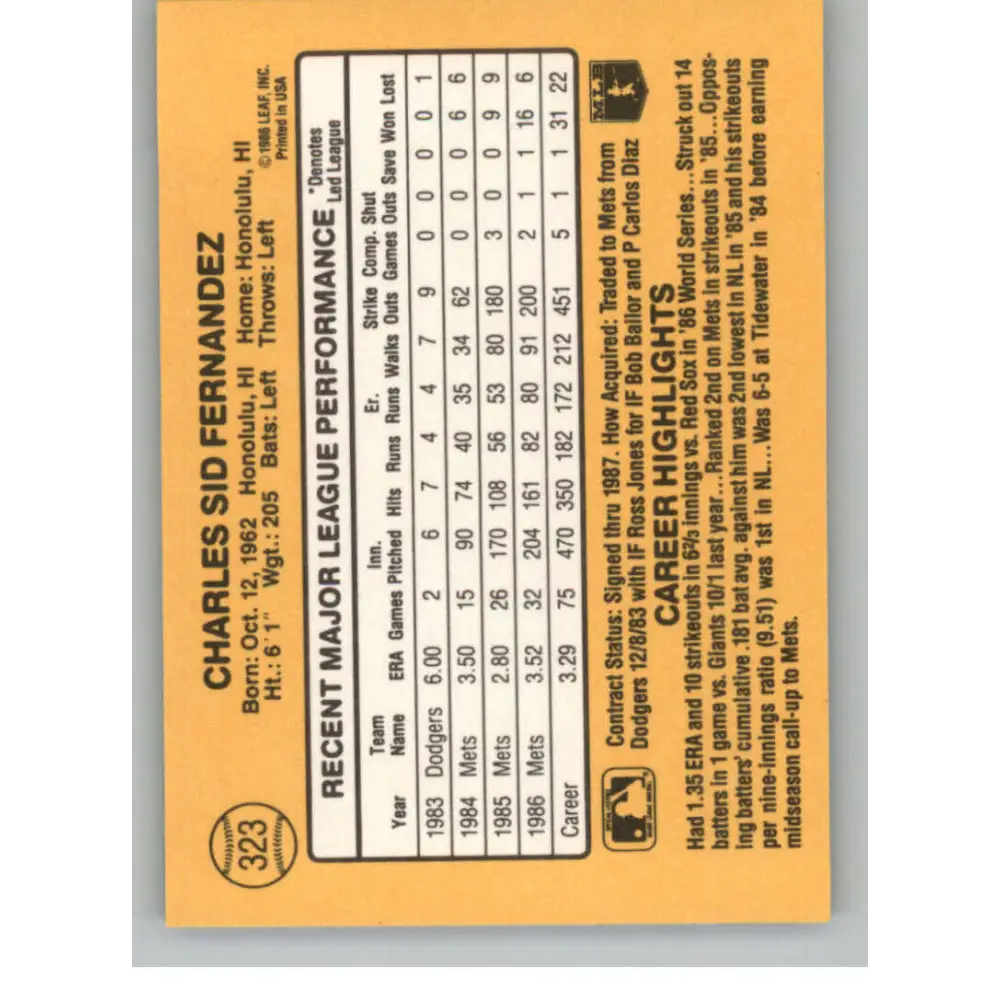 323
CHARLES SID FERNANDEZ
Born: Oct. 12, 1962 Honolulu, HI Home: Honolulu, HI
Ht.: 6' 1" Wgt.: 205 Bats: Left Throws: Left
© 1986 LEAF, INC.
Printed in USA
RECENT MAJOR LEAGUE PERFORMANCE
*Denotes
Led League
Team Inn. Er. Strike Comp. Shut
Year Name ERA Games Pitched Hits Runs Runs Walks Outs Games Outs Save Won Lost
1983 Dodgers 6.00 2 6 7 4 4 7 9 0 0 0 0 1
1984 Mets 3.50 15 90 74 40 35 34 62 0 0 0 6 6
1985 Mets 2.80 26 170 108 56 53 80 180 3 0 0 9 9
1986 Mets 3.52 32 204 161 82 80 91 200 2 1 1 16 6
Career 3.29 75 470 350 182 172 212 451 5 1 1 31 22
Contract Status: Signed thru 1987. How Acquired: Traded to Mets from
Dodgers 12/8/83 with IF Ross Jones for IF Bob Bailor and P Carlos Diaz
MLB
CAREER HIGHLIGHTS
Had 1.35 ERA and 10 strikeouts in 6⅔ innings vs. Red Sox in '86 World Series...Struck out 14
batters in 1 game vs. Giants 10/1 last year...Ranked 2nd on Mets in strikeouts in '85...Oppos-
ing batters' cumulative .181 bat avg. against him was 2nd lowest in NL in '85 and his strikeouts
per nine-innings ratio (9.51) was 1st in NL...Was 6-5 at Tidewater in '84 before earning
midseason call-up to Mets.